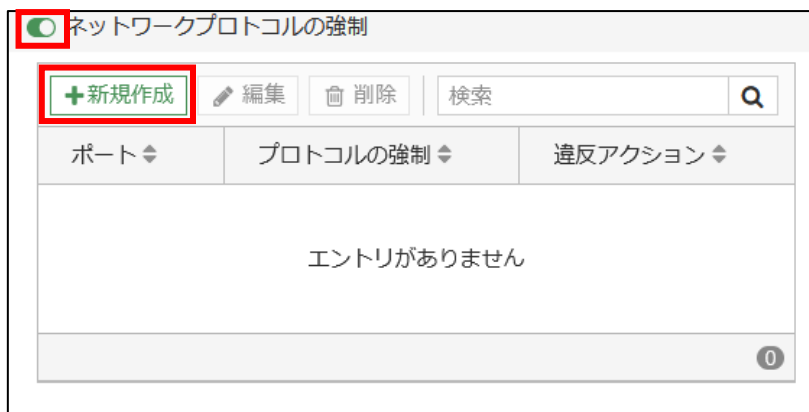 ネットワークプロトコルの強制
+新規作成 編集 削除 検索
ポート プロトコルの強制 違反アクション
エントリがありません
0